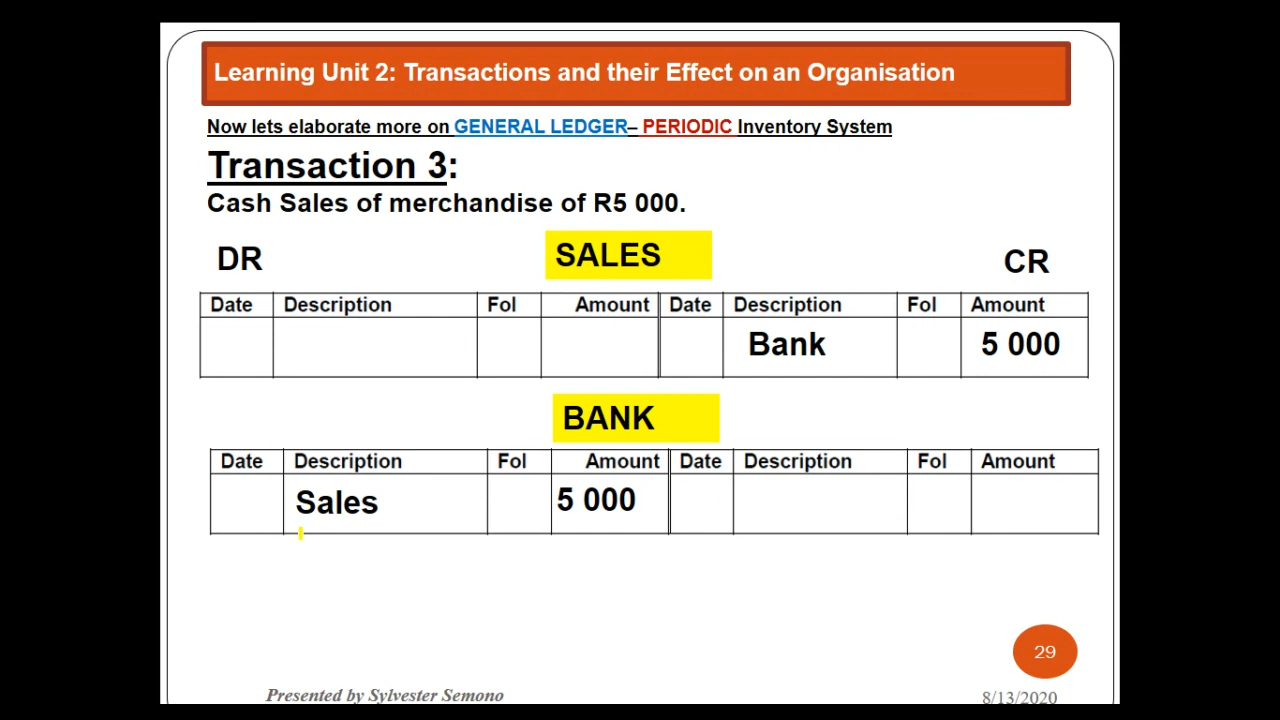 Learning Unit 2: Transactions and their Effect on an Organisation
Now lets elaborate more on GENERAL LEDGER– PERIODIC Inventory System
Transaction 3:
Cash Sales of merchandise of R5 000.
DR SALES CR
Date Description Fol Amount Date Description Fol Amount
Bank 5 000
BANK
Date Description Fol Amount Date Description Fol Amount
Sales 5 000
29
Presented by Sylvester Semono 8/13/2020